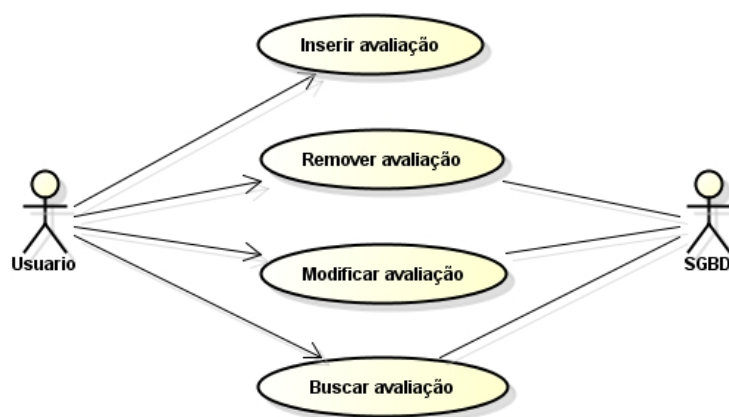 Inserir avaliação
Remover avaliação
Usuario
SGBD
Modificar avaliação
Buscar avaliação